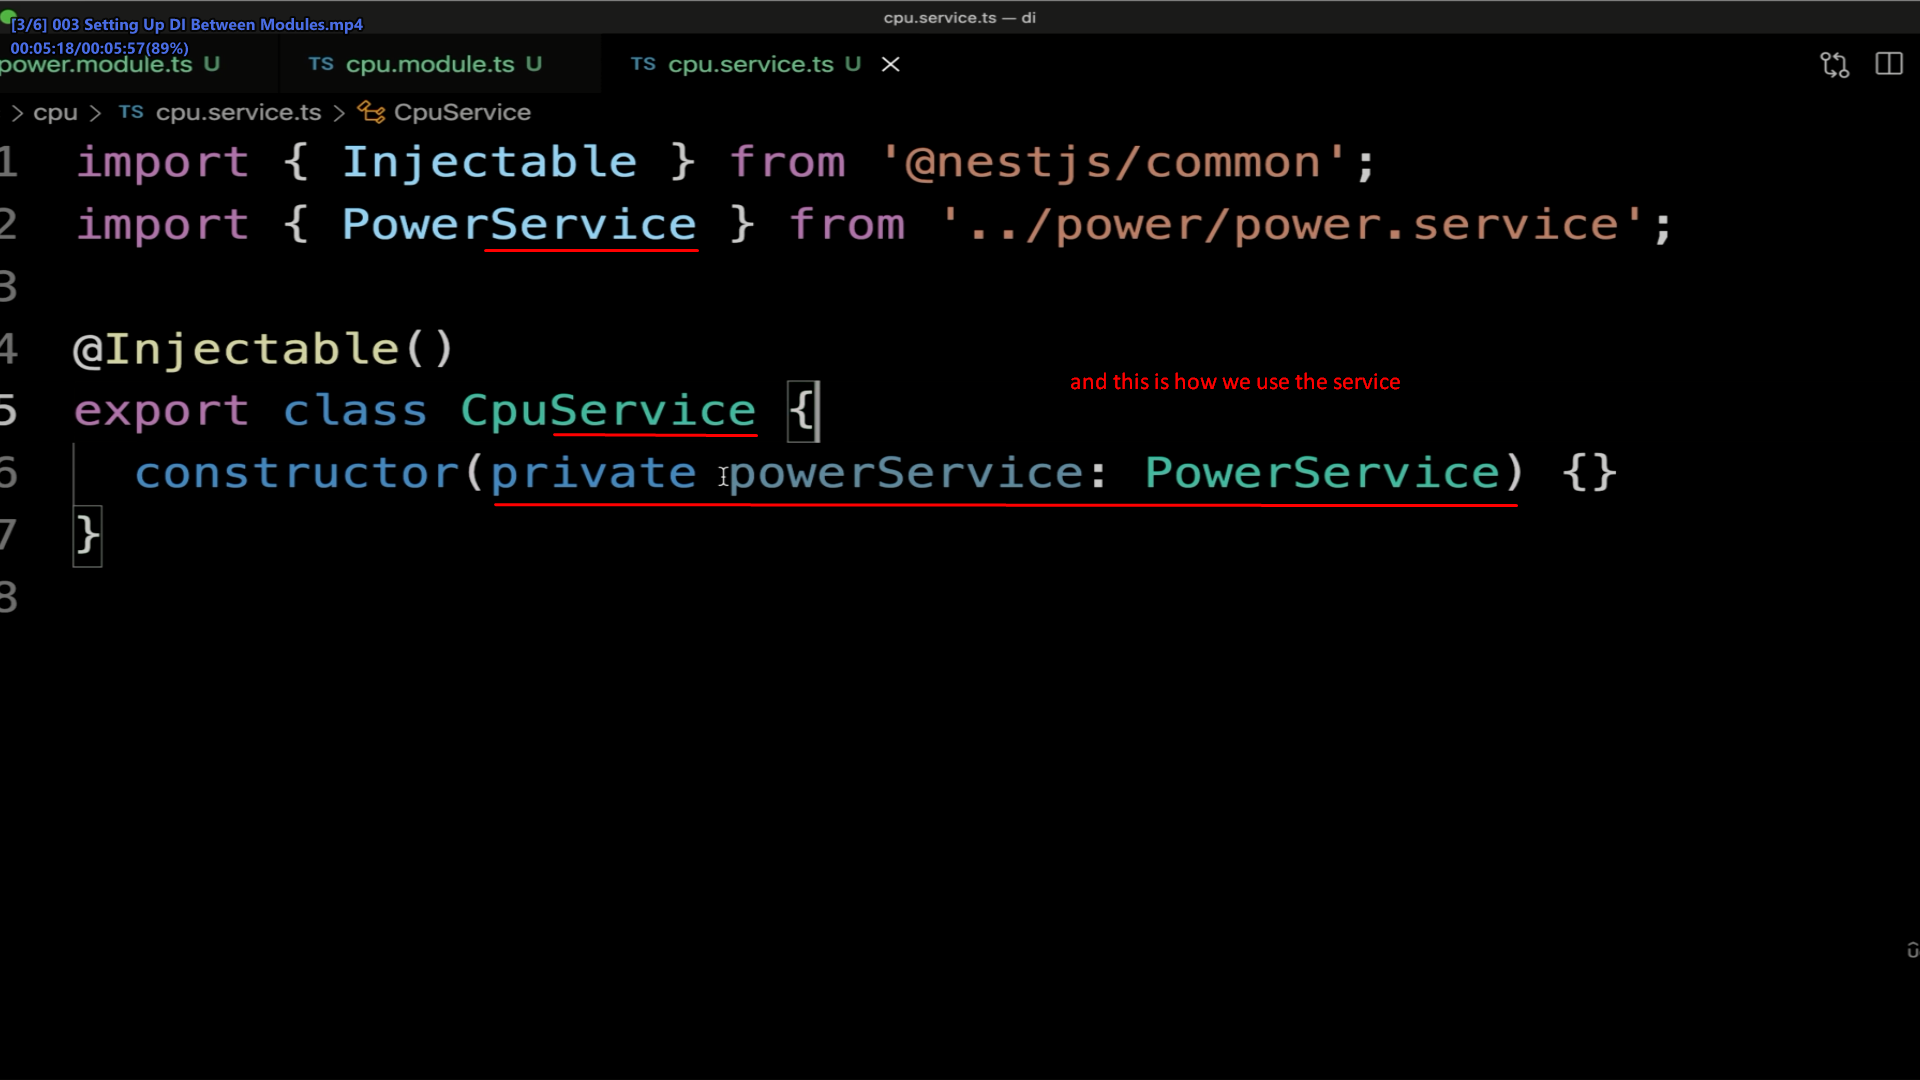 cpu.service.ts — di
[3/6] 003 Setting Up DI Between Modules.mp4
00:05:18/00:05:57(89%)
power.module.ts U
TS cpu.module.ts U
TS cpu.service.ts U
> cpu > TS cpu.service.ts > CpuService
1 import { Injectable } from '@nestjs/common';
2 import { PowerService } from '../power/power.service';
3
4 @Injectable()
and this is how we use the service
5 export class CpuService {
6 constructor(private powerService: PowerService) {}
7 }
8